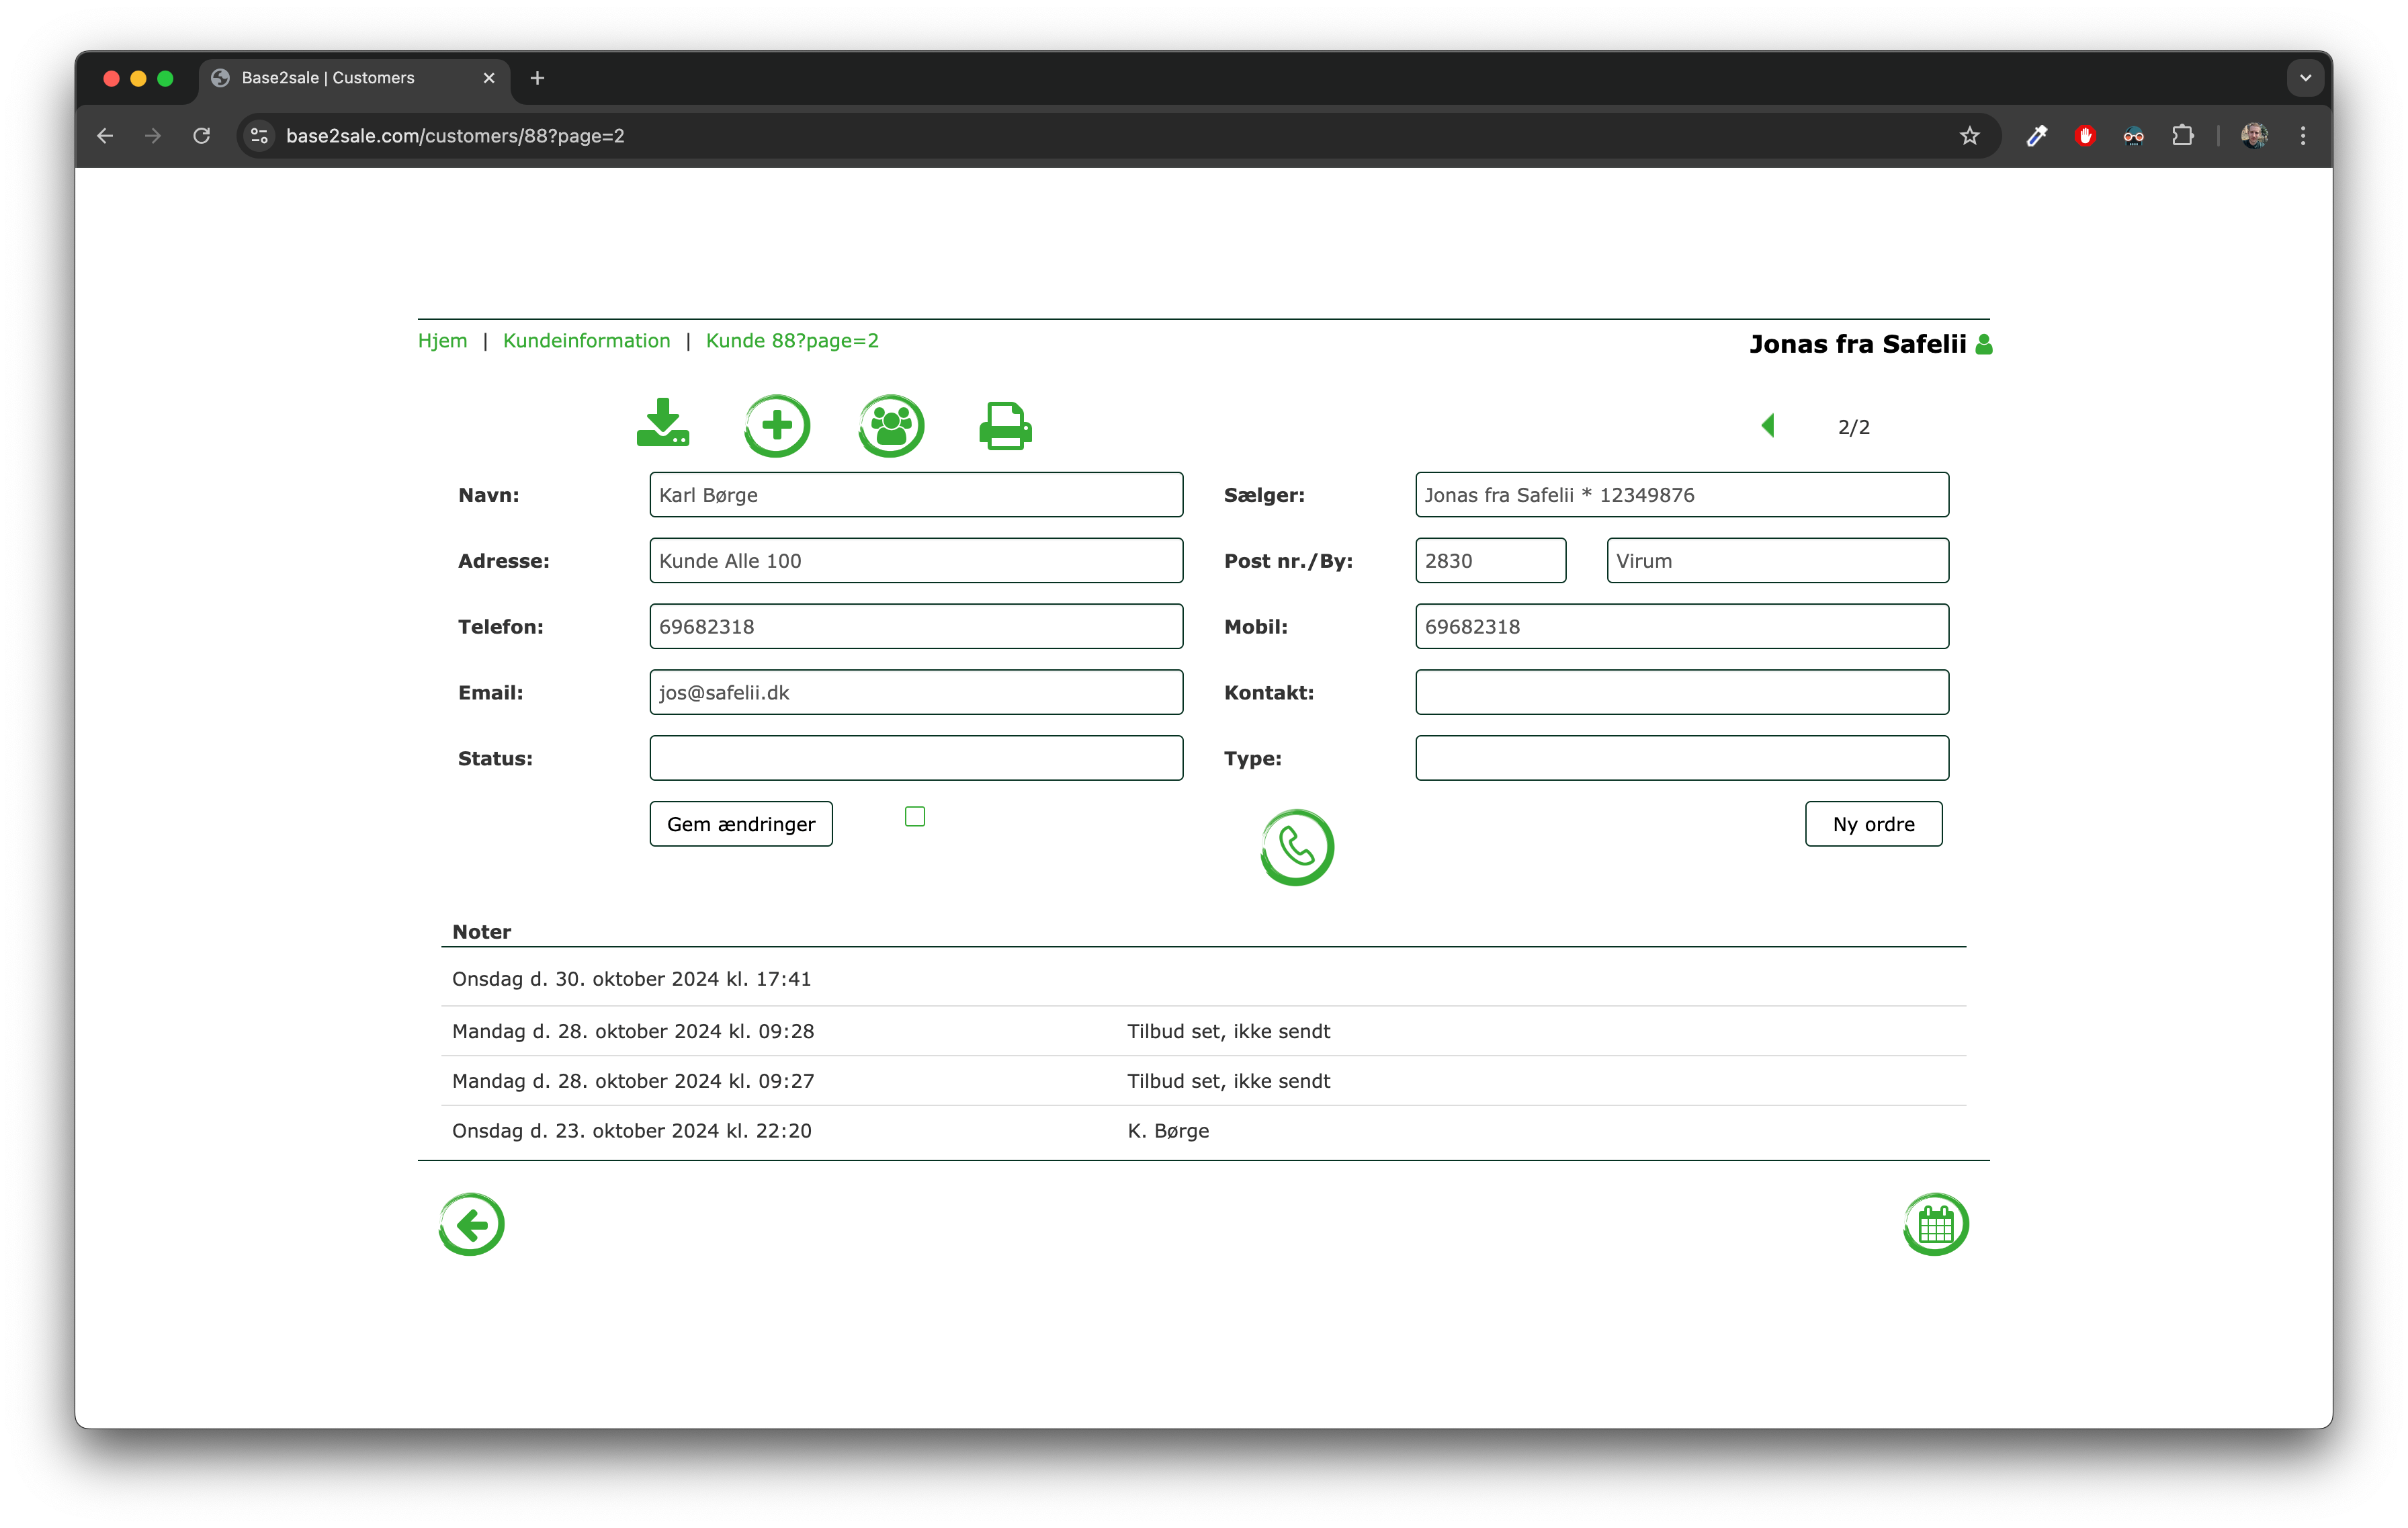 Base2sale | Customers
base2sale.com/customers/88?page=2
Hjem | Kundeinformation | Kunde 88?page=2
Jonas fra Safelii
2/2
Navn: Karl Børge
Sælger: Jonas fra Safelii * 12349876
Adresse: Kunde Alle 100
Post nr./By: 2830 Virum
Telefon: 69682318
Mobil: 69682318
Email: jos@safelii.dk
Kontakt:
Status:
Type:
Gem ændringer
Ny ordre
Noter
Onsdag d. 30. oktober 2024 kl. 17:41
Mandag d. 28. oktober 2024 kl. 09:28 Tilbud set, ikke sendt
Mandag d. 28. oktober 2024 kl. 09:27 Tilbud set, ikke sendt
Onsdag d. 23. oktober 2024 kl. 22:20 K. Børge